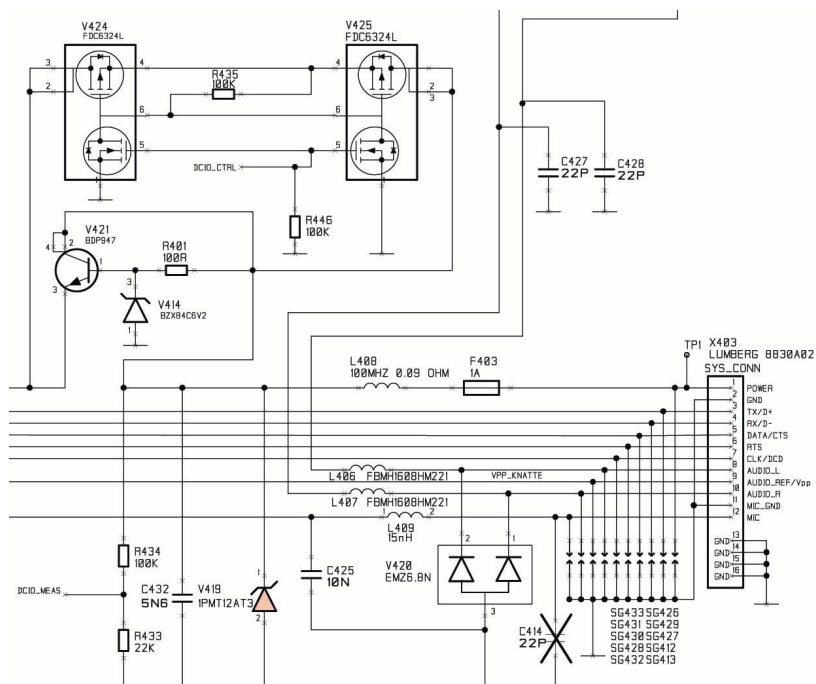 V424
FDC6324L
V425
FDC6324L
3
4
2
6
5
1
R435
100K
4
2
3
6
5
1
DCIO_CTRL
R446
100K
C427
22P
C428
22P
V421
BDP947
4
2
1
3
R401
100R
3
V414
BZX84C6V2
1
L408
100MHZ 0.09 OHM
F403
1A
TP1
X403
LUMBERG 8830A02
SYS_CONN
1 POWER
2 GND
3 TX/D+
4 RX/D-
5 DATA/CTS
6 RTS
7 CLK/DCD
8 AUDIO_L
9 AUDIO_REF/Vpp
10 AUDIO_R
11 MIC_GND
12 MIC
GND 13
GND 14
GND 15
GND 16
L406 FBMH1608HM221
VPP_KNATTE
L407 FBMH1608HM221
1
2
L409
15nH
R434
100K
DCIO_MEAS
R433
22K
C432
5N6
V419
1PMT12AT3
1
2
C425
10N
V420
EMZ6.8N
2
1
3
C414
22P
SG433 SG426
SG431 SG429
SG430 SG427
SG428 SG412
SG432 SG413